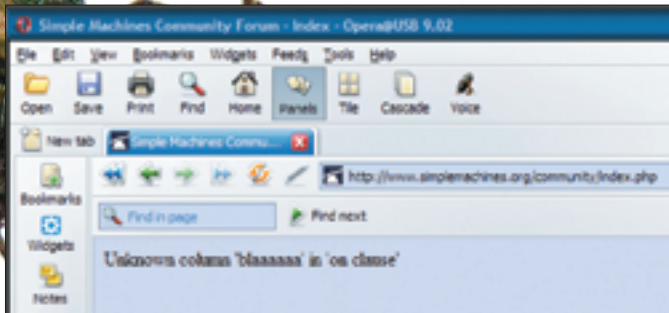 Simple Machines Community Forum - Index - Opera@USB 9.02
File Edit View Bookmarks Widgets Feeds Tools Help
Open Save Print Find Home Panels Tile Cascade Voice
New tab Simple Machines Commu...
http://www.simplemachines.org/community/index.php
Bookmarks
Find in page Find next
Widgets
Unknown column 'blaaaaaa' in 'on clause'
Notes